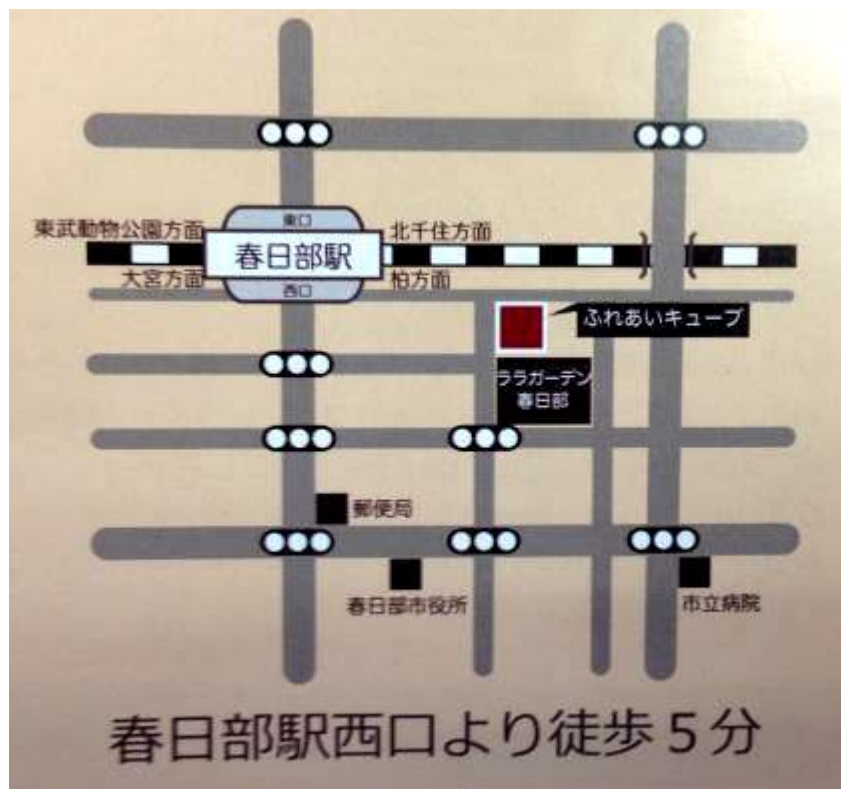 東口
東武動物公園方面
北千住方面
春日部駅
大宮方面
柏方面
西口
ふれあいキューブ
ララガーデン
春日部
郵便局
春日部市役所
市立病院
春日部駅西口より徒歩5分